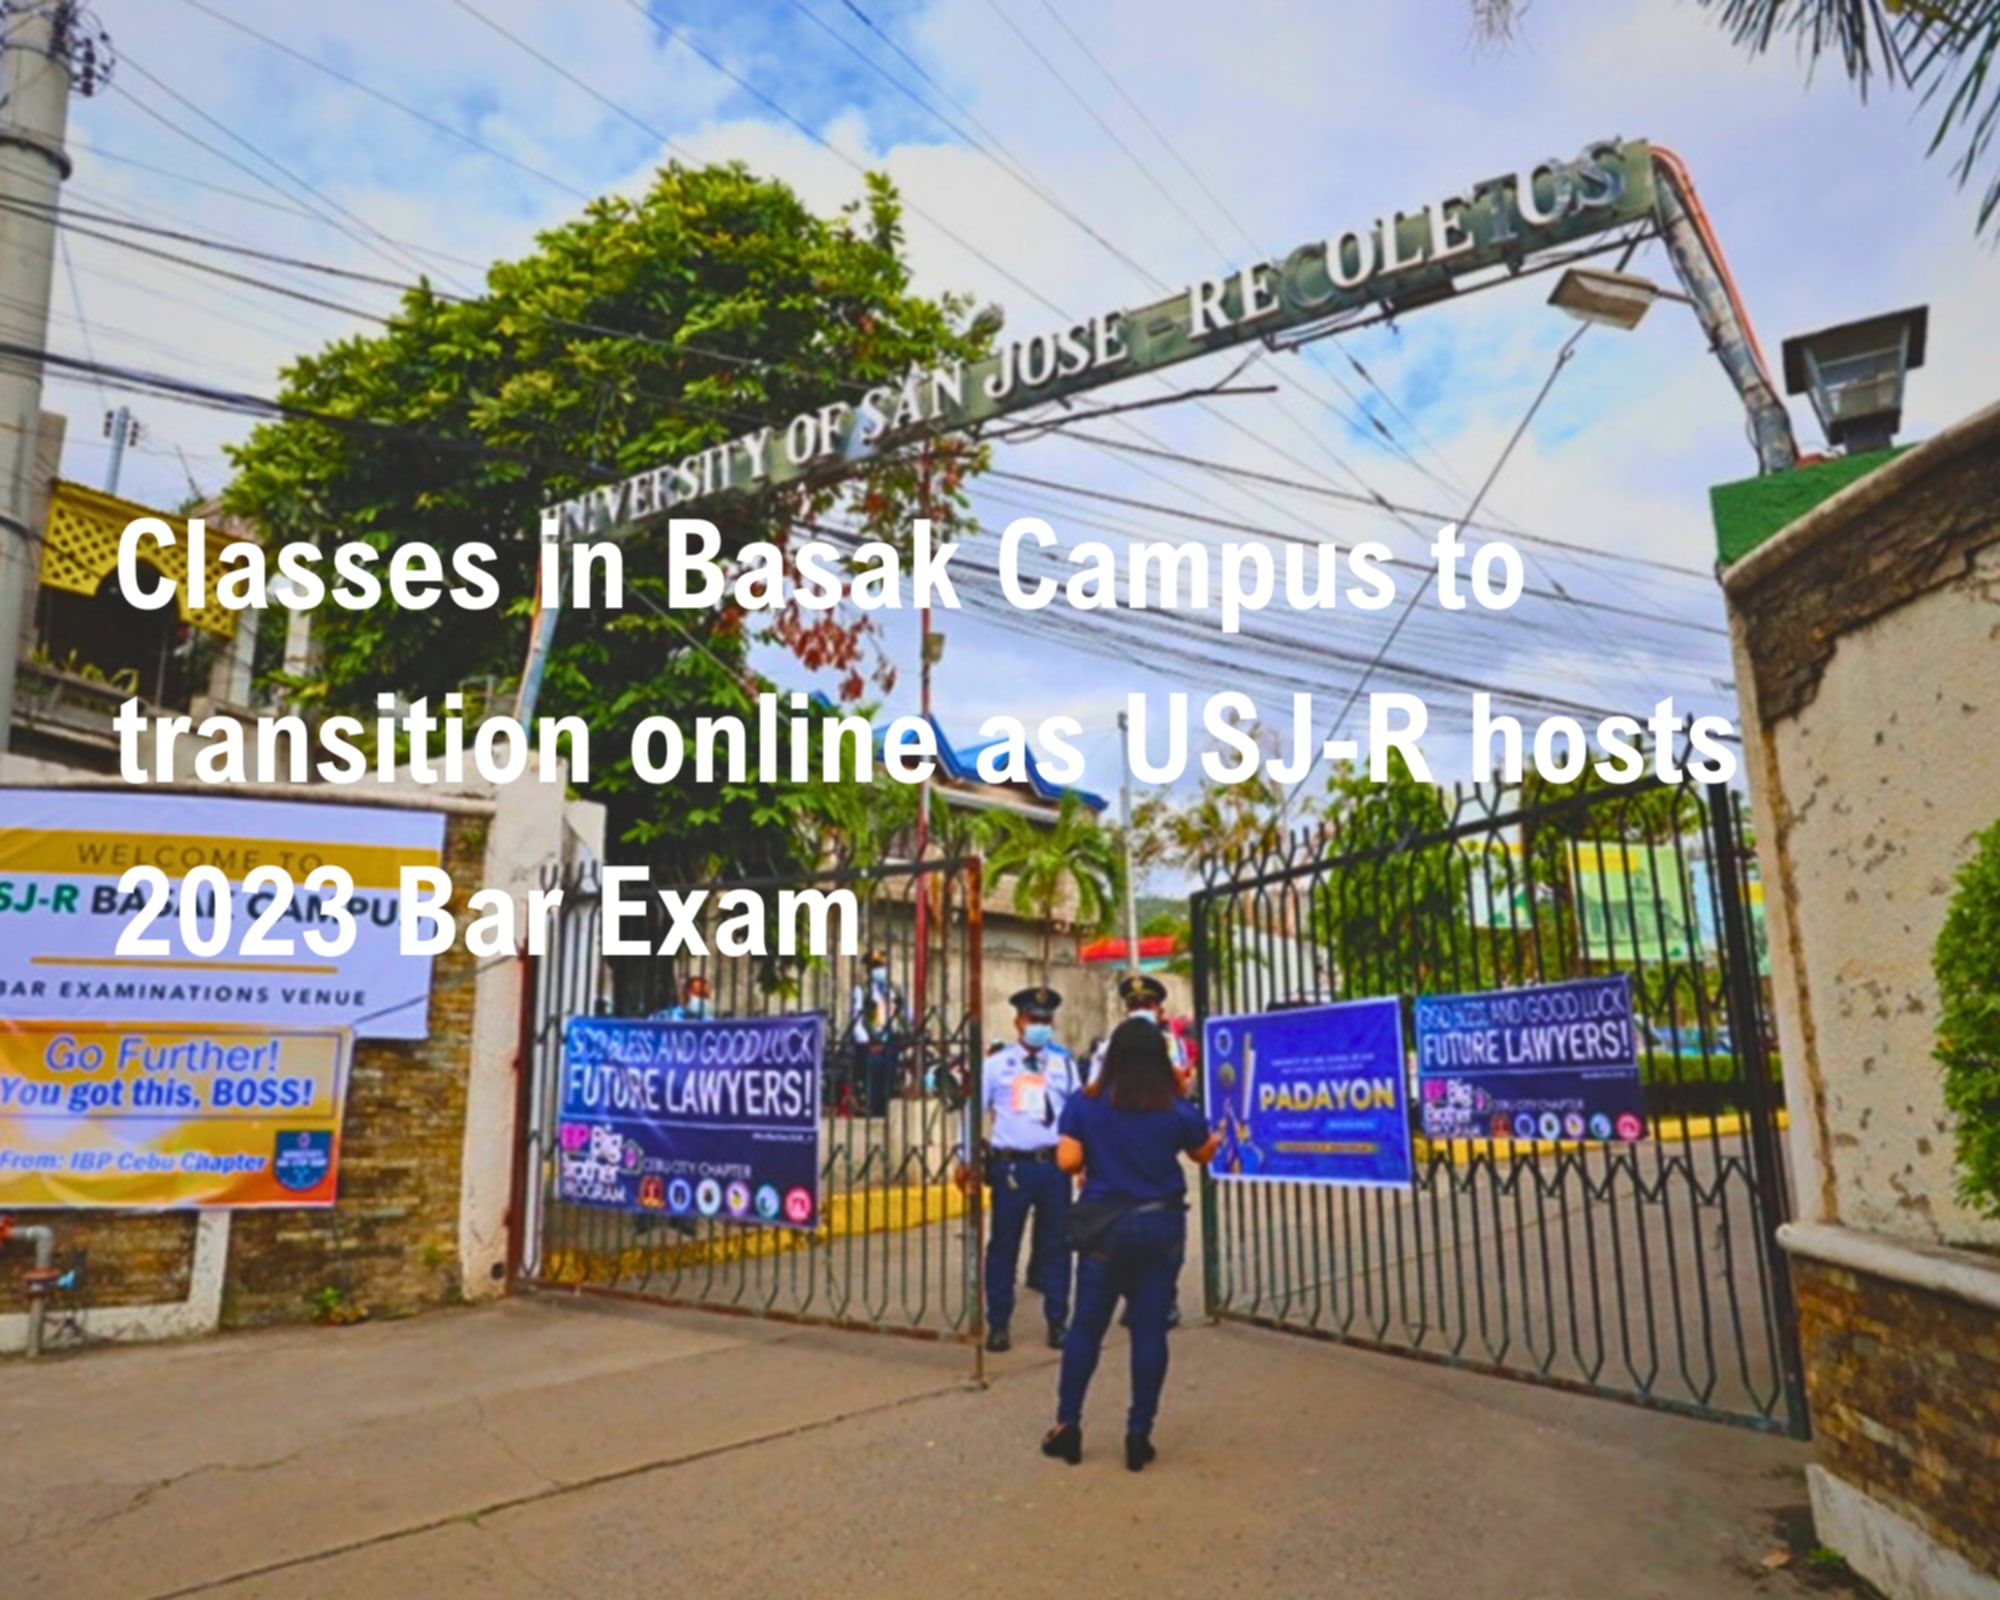 UNIVERSITY OF SAN JOSE - RECOLETOS
Classes in Basak Campus to
transition online as USJ-R hosts
2023 Bar Exam
WELCOME TO
SJ-R BASAK CAMPU
BAR EXAMINATIONS VENUE
Go Further!
You got this, BOSS!
From: IBP Cebu Chapter
GOD BLESS AND GOOD LUCK
FUTURE LAWYERS!
IBP Big
Brother
PROGRAM
CEBU CITY CHAPTER
PADAYON
GOD BLESS AND GOOD LUCK
FUTURE LAWYERS!
IBP Big
Brother
CEBU CITY CHAPTER